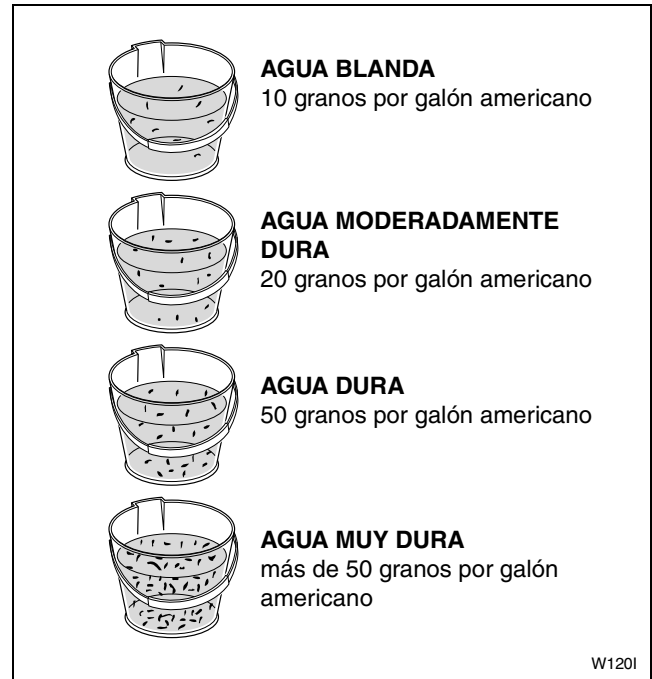 AGUA BLANDA
10 granos por galón americano
AGUA MODERADAMENTE
DURA
20 granos por galón americano
AGUA DURA
50 granos por galón americano
AGUA MUY DURA
más de 50 granos por galón
americano
W120I